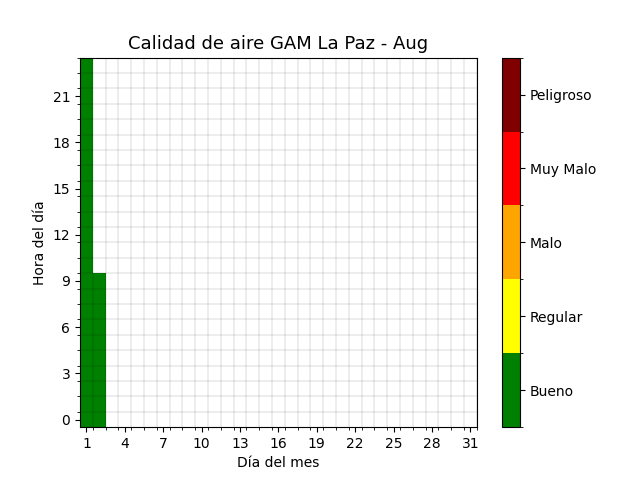 Calidad de aire GAM La Paz - Aug
Hora del día
21
18
15
12
9
6
3
0
1 4 7 10 13 16 19 22 25 28 31
Día del mes
Peligroso
Muy Malo
Malo
Regular
Bueno